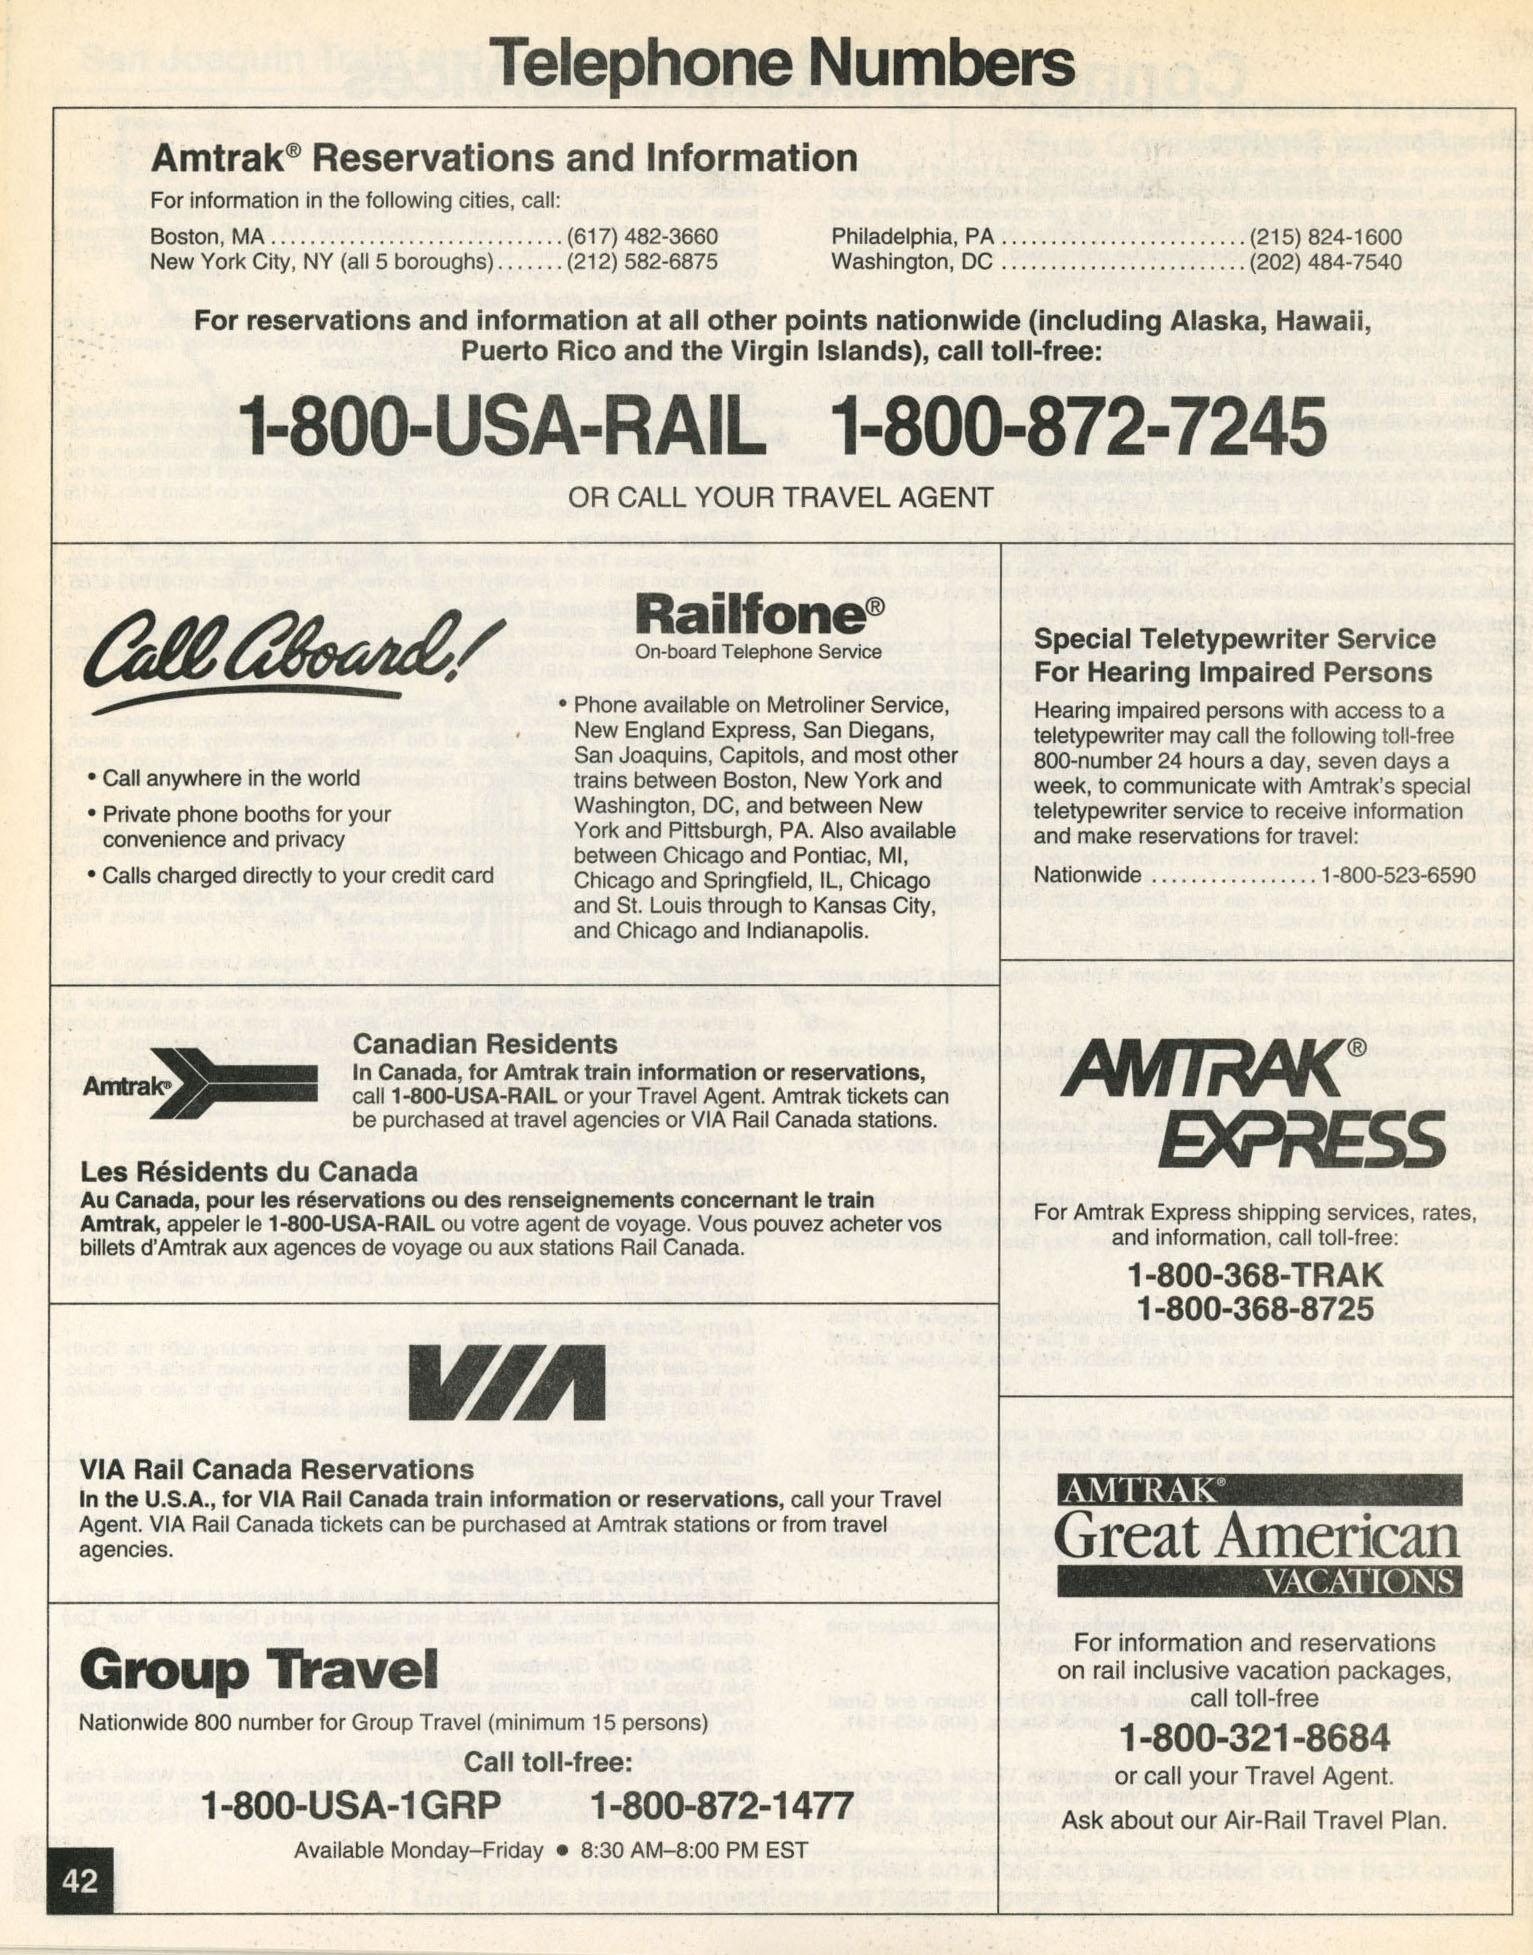 Telephone Numbers
Amtrak® Reservations and Information
For information in the following cities, call:
Boston, MA .............................. (617) 482-3660
New York City, NY (all 5 boroughs)....... (212) 582-6875
Philadelphia, PA ......................... (215) 824-1600
Washington, DC ......................... (202) 484-7540
For reservations and information at all other points nationwide (including Alaska, Hawaii,
Puerto Rico and the Virgin Islands), call toll-free:
1-800-USA-RAIL 1-800-872-7245
OR CALL YOUR TRAVEL AGENT
Call Aboard!
• Call anywhere in the world
• Private phone booths for your
convenience and privacy
• Calls charged directly to your credit card
Railfone®
On-board Telephone Service
• Phone available on Metroliner Service,
New England Express, San Diegans,
San Joaquins, Capitols, and most other
trains between Boston, New York and
Washington, DC, and between New
York and Pittsburgh, PA. Also available
between Chicago and Pontiac, MI,
Chicago and Springfield, IL, Chicago
and St. Louis through to Kansas City,
and Chicago and Indianapolis.
Special Teletypewriter Service
For Hearing Impaired Persons
Hearing impaired persons with access to a
teletypewriter may call the following toll-free
800-number 24 hours a day, seven days a
week, to communicate with Amtrak's special
teletypewriter service to receive information
and make reservations for travel:
Nationwide ................. 1-800-523-6590
Amtrak®
Canadian Residents
In Canada, for Amtrak train information or reservations,
call 1-800-USA-RAIL or your Travel Agent. Amtrak tickets can
be purchased at travel agencies or VIA Rail Canada stations.
Les Résidents du Canada
Au Canada, pour les réservations ou des renseignements concernant le train
Amtrak, appeler le 1-800-USA-RAIL ou votre agent de voyage. Vous pouvez acheter vos
billets d'Amtrak aux agences de voyage ou aux stations Rail Canada.
AMTRAK®
EXPRESS
For Amtrak Express shipping services, rates,
and information, call toll-free:
1-800-368-TRAK
1-800-368-8725
VIA
VIA Rail Canada Reservations
In the U.S.A., for VIA Rail Canada train information or reservations, call your Travel
Agent. VIA Rail Canada tickets can be purchased at Amtrak stations or from travel
agencies.
AMTRAK®
Great American
VACATIONS
For information and reservations
on rail inclusive vacation packages,
call toll-free
1-800-321-8684
or call your Travel Agent.
Ask about our Air-Rail Travel Plan.
Group Travel
Nationwide 800 number for Group Travel (minimum 15 persons)
Call toll-free:
1-800-USA-1GRP 1-800-872-1477
Available Monday–Friday ● 8:30 AM–8:00 PM EST
42